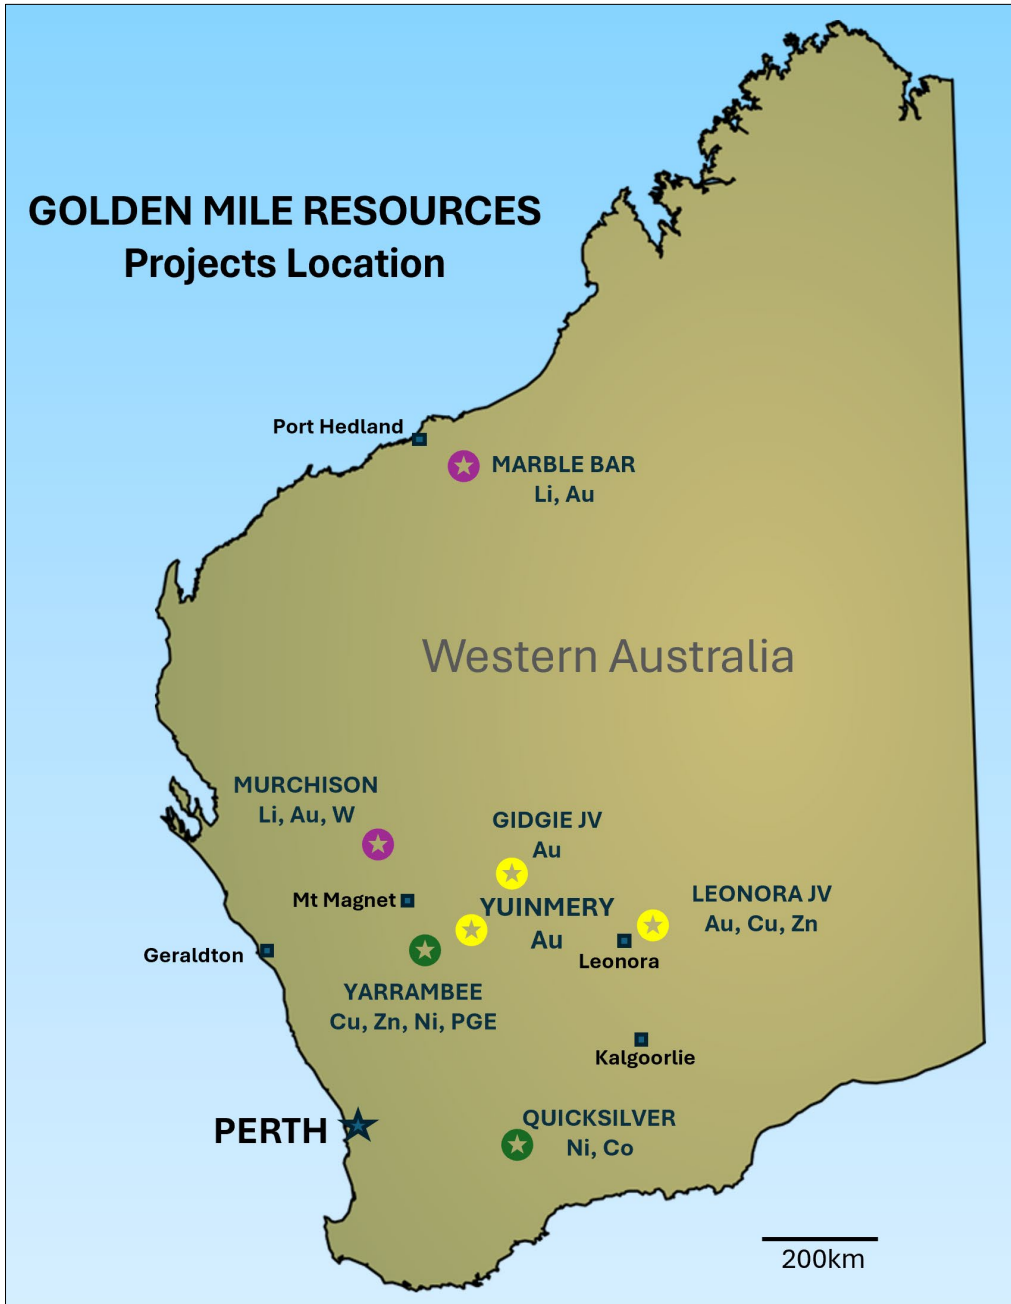 GOLDEN MILE RESOURCES
Projects Location
Port Hedland
MARBLE BAR
Li, Au
Western Australia
MURCHISON
Li, Au, W
GIDGIE JV
Au
Mt Magnet
YUINMERY
Au
LEONORA JV
Au, Cu, Zn
Geraldton
Leonora
YARRAMBEE
Cu, Zn, Ni, PGE
Kalgoorlie
PERTH
QUICKSILVER
Ni, Co
200km